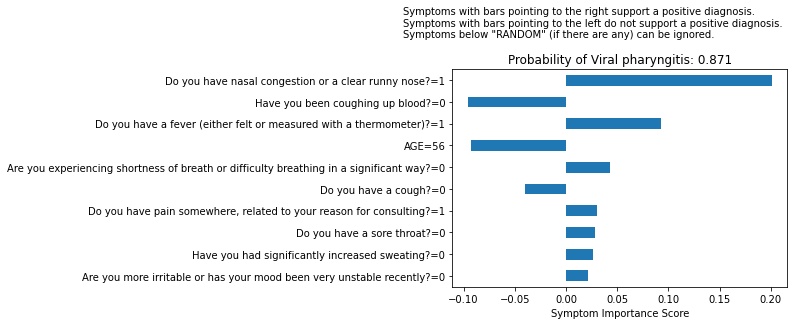 Symptoms with bars pointing to the right support a positive diagnosis.
Symptoms with bars pointing to the left do not support a positive diagnosis.
Symptoms below "RANDOM" (if there are any) can be ignored.
Probability of Viral pharyngitis: 0.871
Do you have nasal congestion or a clear runny nose?=1
Have you been coughing up blood?=0
Do you have a fever (either felt or measured with a thermometer)?=1
AGE=56
Are you experiencing shortness of breath or difficulty breathing in a significant way?=0
Do you have a cough?=0
Do you have pain somewhere, related to your reason for consulting?=1
Do you have a sore throat?=0
Have you had significantly increased sweating?=0
Are you more irritable or has your mood been very unstable recently?=0
−0.10 −0.05 0.00 0.05 0.10 0.15 0.20
Symptom Importance Score